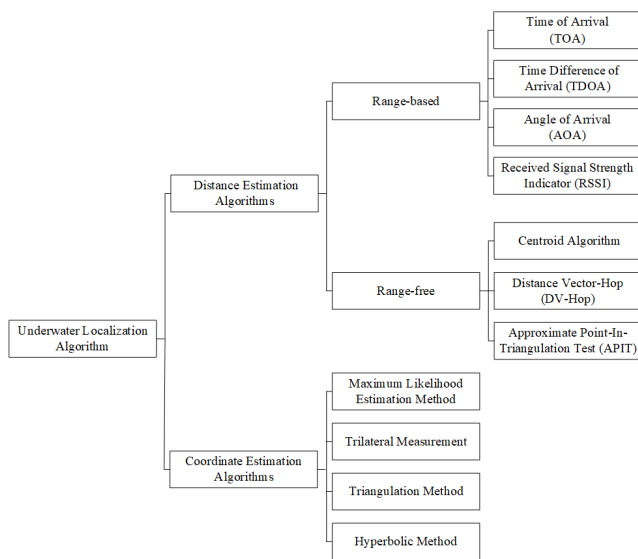 Underwater Localization
Algorithm
Distance Estimation
Algorithms
Range-based
Time of Arrival
(TOA)
Time Difference of
Arrival (TDOA)
Angle of Arrival
(AOA)
Received Signal Strength
Indicator (RSSI)
Range-free
Centroid Algorithm
Distance Vector-Hop
(DV-Hop)
Approximate Point-In-
Triangulation Test (APIT)
Coordinate Estimation
Algorithms
Maximum Likelihood
Estimation Method
Trilateral Measurement
Triangulation Method
Hyperbolic Method